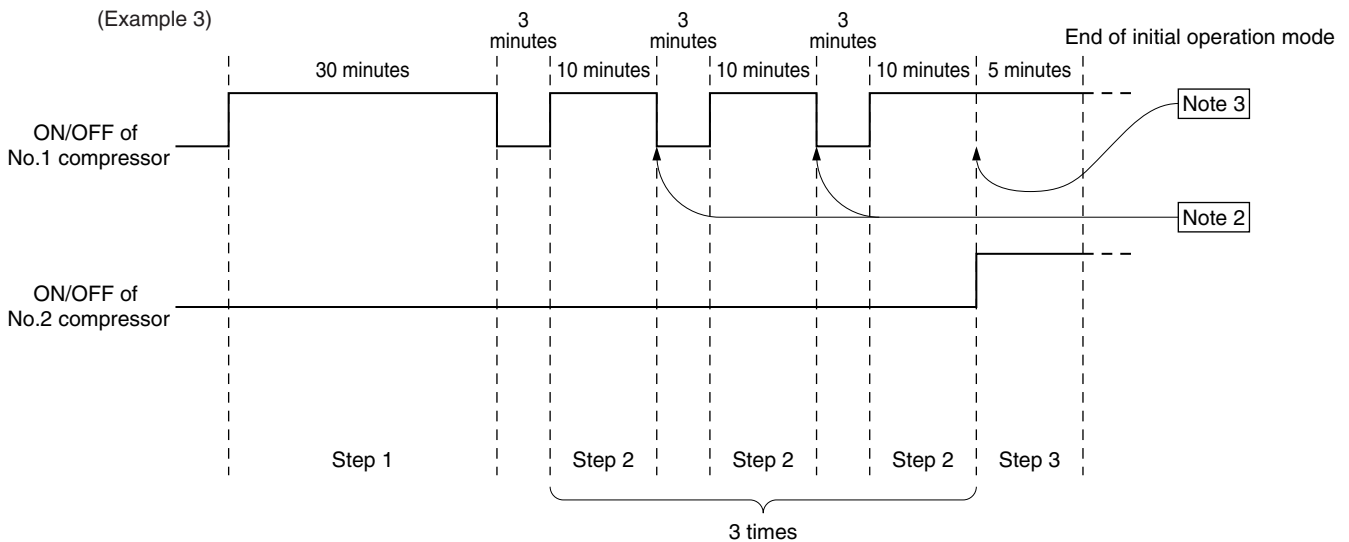 (Example 3)
3
minutes
3
minutes
3
minutes
End of initial operation mode
30 minutes
10 minutes
10 minutes
10 minutes
5 minutes
Note 3
ON/OFF of
No.1 compressor
Note 2
ON/OFF of
No.2 compressor
Step 1
Step 2
Step 2
Step 2
Step 3
3 times